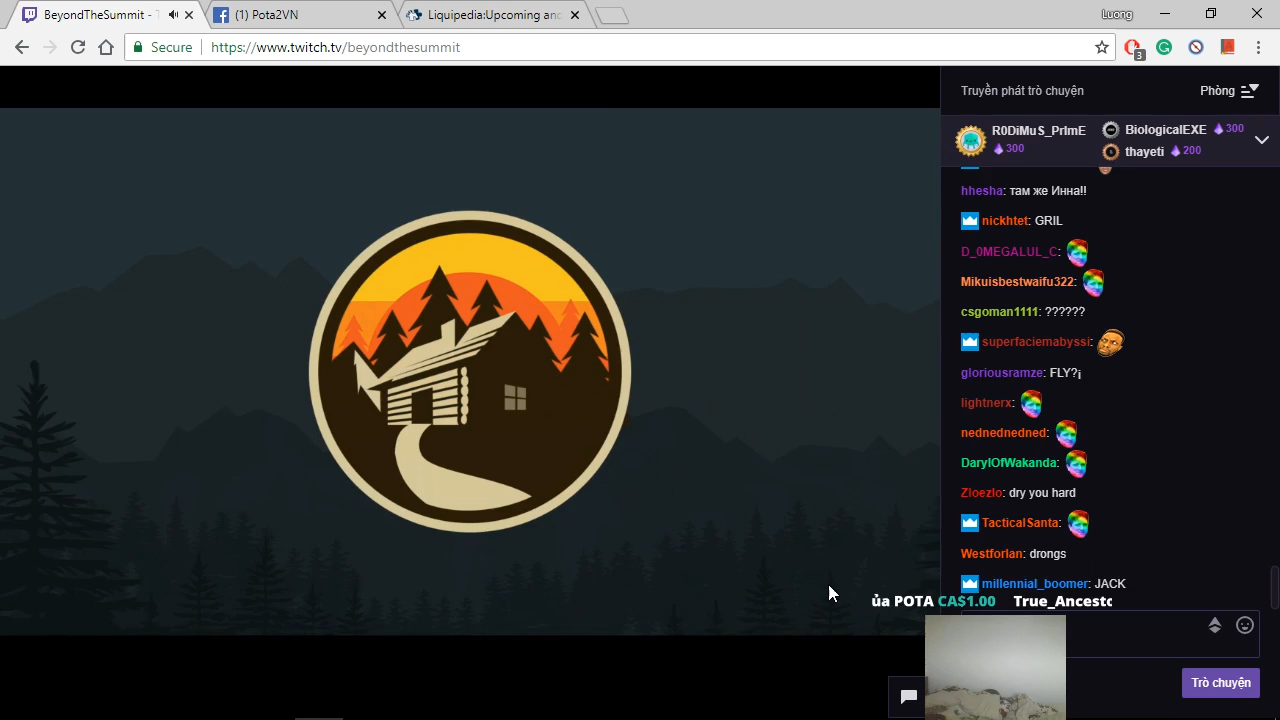 BeyondTheSummit - T
(1) Pota2VN
Liquipedia:Upcoming and
Luong
Secure
https://www.twitch.tv/beyondthesummit
3
Truyền phát trò chuyện
Phòng
R0DiMuS_PrImE
300
BiologicalEXE 300
thayeti 200
hhesha: там же Инна!!
nickhtet: GRIL
D_0MEGALUL_C:
Mikuisbestwaifu322:
csgoman1111: ??????
superfaciemabyssi:
gloriousramze: FLY?¡
lightnerx:
nednednedned:
DarylOfWakanda:
Zloezlo: dry you hard
TacticalSanta:
Westforlan: drongs
millennial_boomer: JACK
ủa POTA CA$1.00 True_Ancesto
Trò chuyện